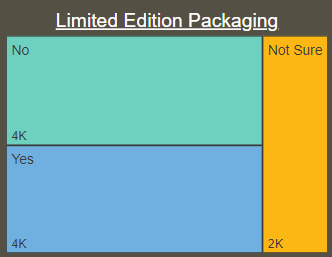 Limited Edition Packaging
No
4K
Yes
4K
Not Sure
2K